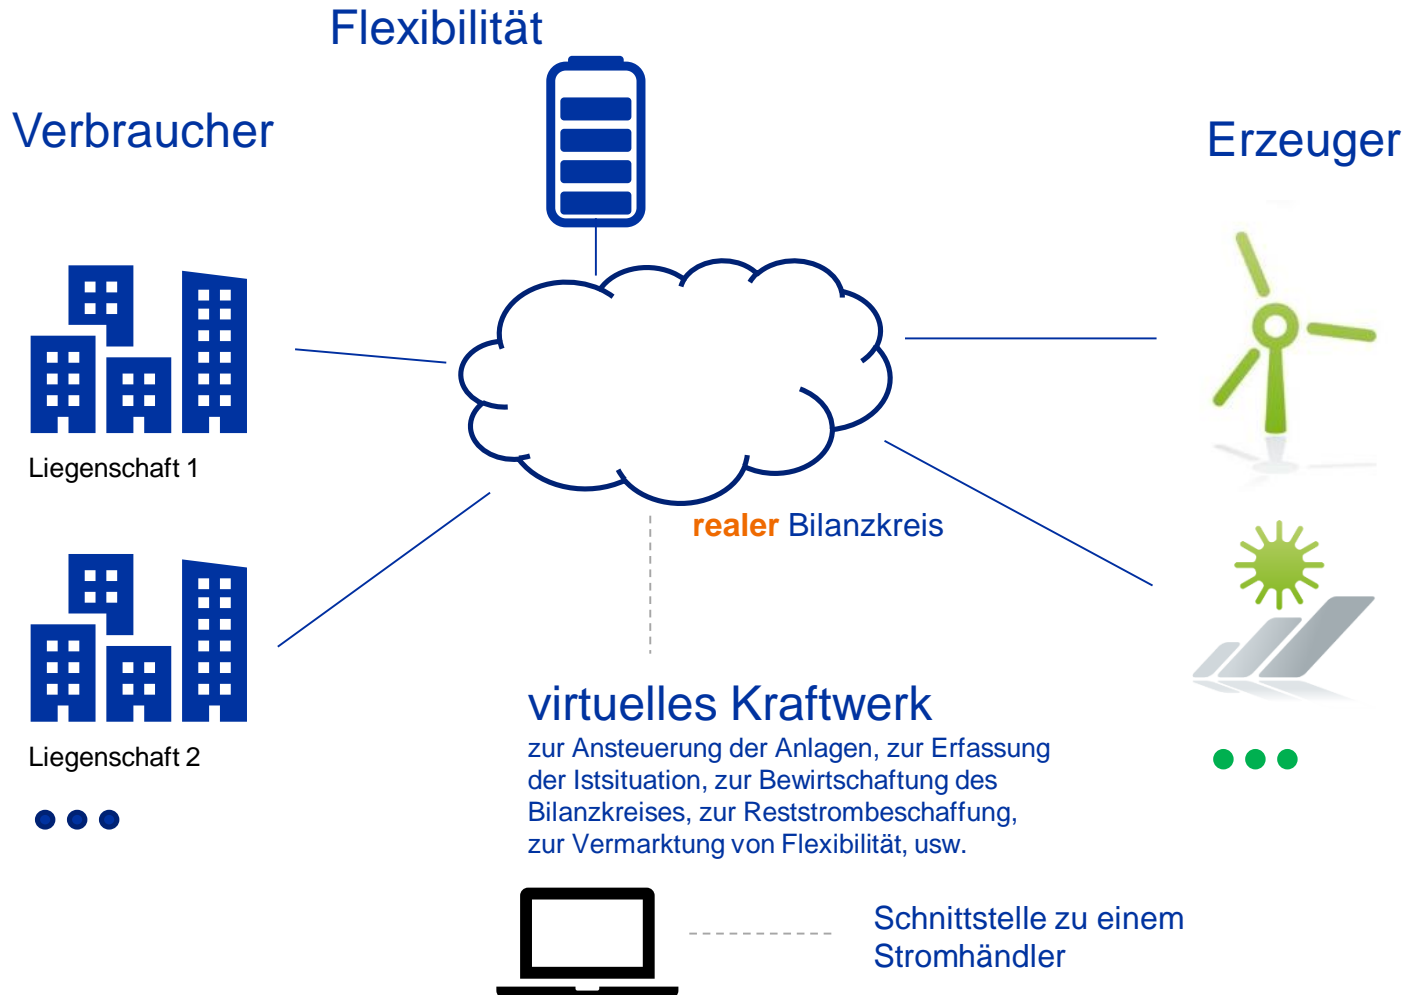 Flexibilität
Verbraucher
Erzeuger
Liegenschaft 1
realer Bilanzkreis
Liegenschaft 2
virtuelles Kraftwerk
zur Ansteuerung der Anlagen, zur Erfassung
der Istsituation, zur Bewirtschaftung des
Bilanzkreises, zur Reststrombeschaffung,
zur Vermarktung von Flexibilität, usw.
Schnittstelle zu einem
Stromhändler